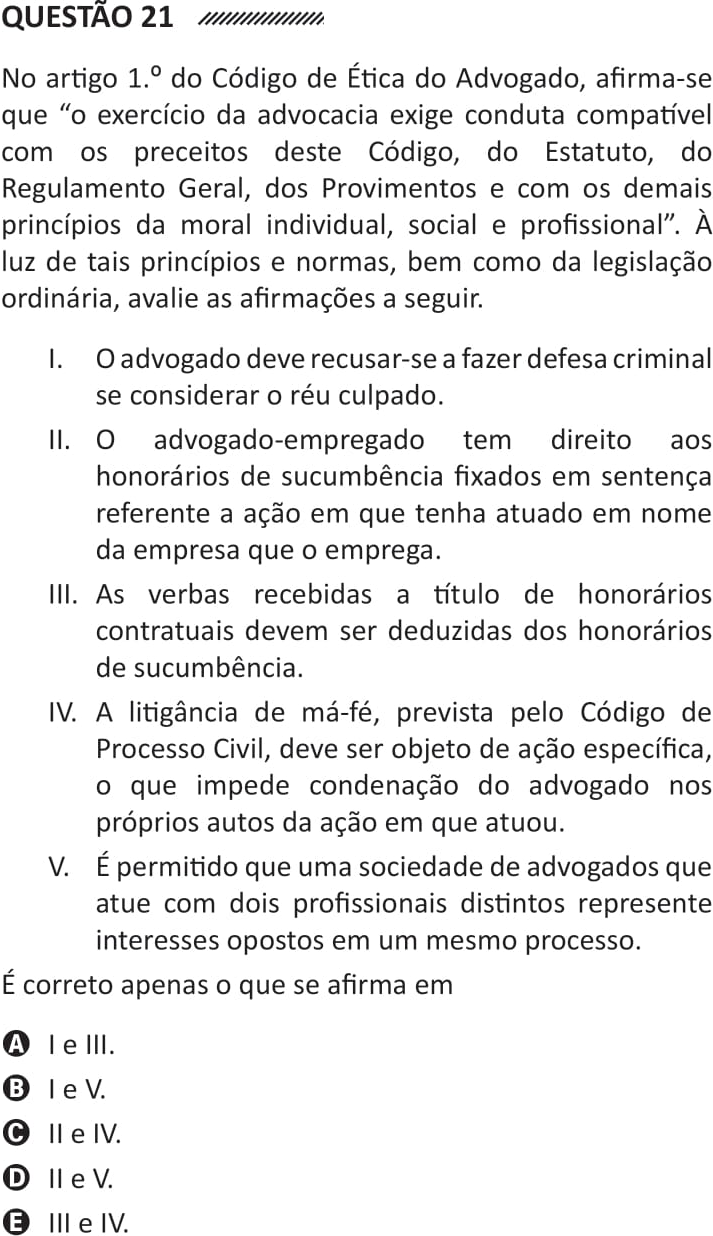 QUESTÃO 21
No artigo 1.º do Código de Ética do Advogado, afirma-se
que “o exercício da advocacia exige conduta compatível
com os preceitos deste Código, do Estatuto, do
Regulamento Geral, dos Provimentos e com os demais
princípios da moral individual, social e profissional”. À
luz de tais princípios e normas, bem como da legislação
ordinária, avalie as afirmações a seguir.
I. O advogado deve recusar-se a fazer defesa criminal
se considerar o réu culpado.
II. O advogado-empregado tem direito aos
honorários de sucumbência fixados em sentença
referente a ação em que tenha atuado em nome
da empresa que o emprega.
III. As verbas recebidas a título de honorários
contratuais devem ser deduzidas dos honorários
de sucumbência.
IV. A litigância de má-fé, prevista pelo Código de
Processo Civil, deve ser objeto de ação específica,
o que impede condenação do advogado nos
próprios autos da ação em que atuou.
V. É permitido que uma sociedade de advogados que
atue com dois profissionais distintos represente
interesses opostos em um mesmo processo.
É correto apenas o que se afirma em
A I e III.
B I e V.
C II e IV.
D II e V.
E III e IV.